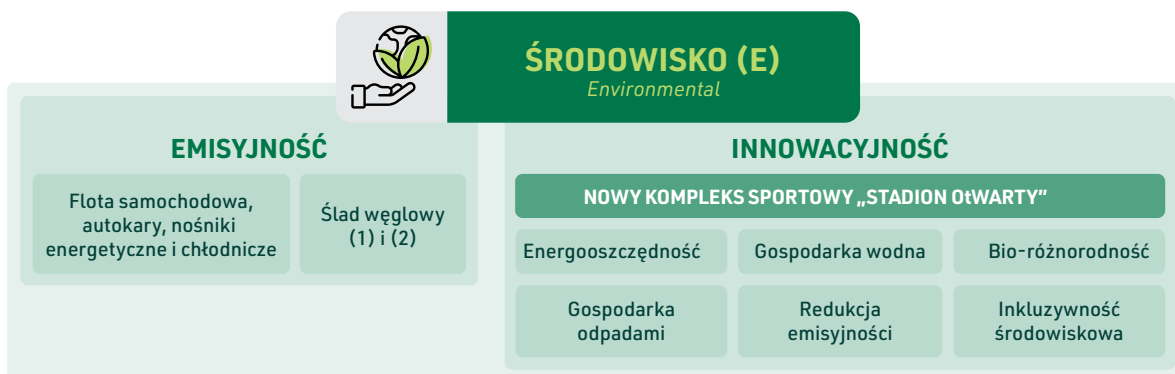 ŚRODOWISKO (E)
Environmental
EMISYJNOŚĆ
Flota samochodowa,
autokary, nośniki
energetyczne i chłodnicze
Ślad węglowy
(1) i (2)
INNOWACYJNOŚĆ
NOWY KOMPLEKS SPORTOWY „STADION OtWARTY”
Energooszczędność
Gospodarka wodna
Bio-różnorodność
Gospodarka
odpadami
Redukcja
emisyjności
Inkluzywność
środowiskowa